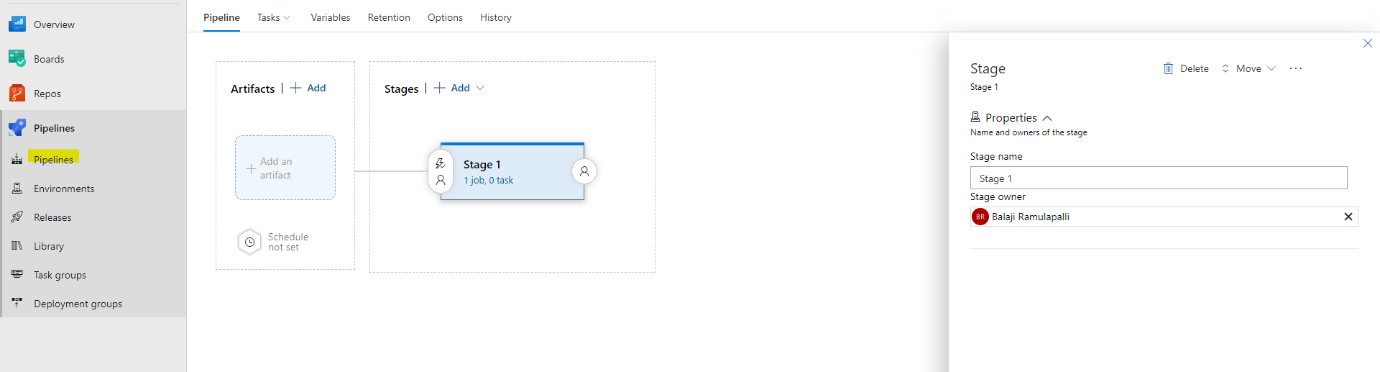 Overview
Boards
Repos
Pipelines
Pipelines
Environments
Releases
Library
Task groups
Deployment groups
Pipeline Tasks Variables Retention Options History
Artifacts | + Add
+ Add an
artifact
Schedule
not set
Stages | + Add
Stage 1
1 job, 0 task
Stage
Delete Move ...
Stage 1
Properties
Name and owners of the stage
Stage name
Stage 1
Stage owner
BR Balaji Ramulapalli